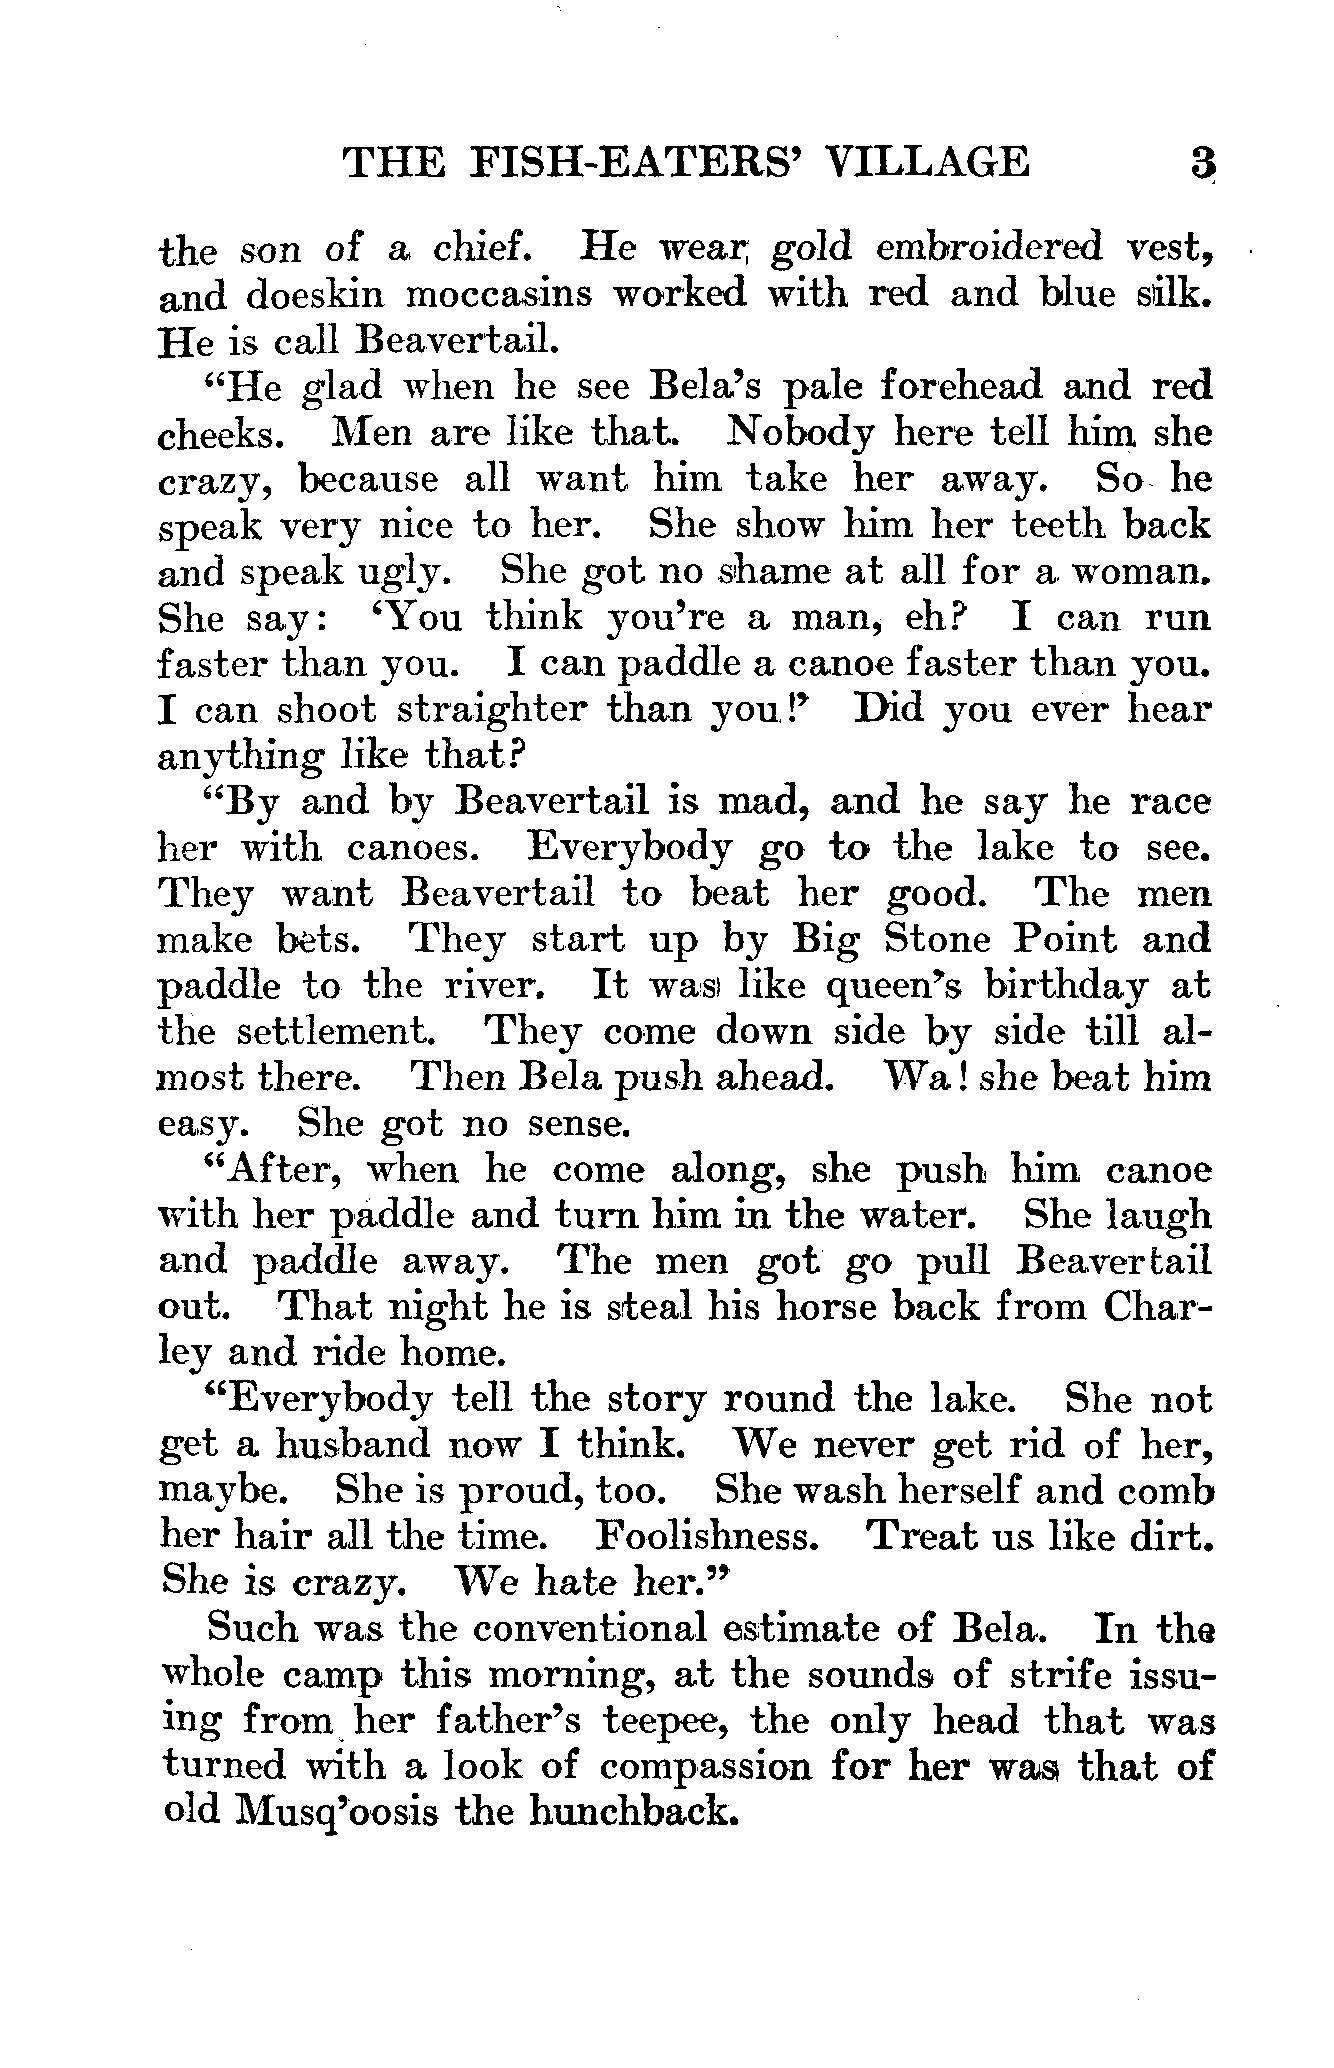 THE FISH-EATERS' VILLAGE 3
the son of a chief. He wear gold embroidered vest,
and doeskin moccasins worked with red and blue silk.
He is call Beavertail.
"He glad when he see Bela's pale forehead and red
cheeks. Men are like that. Nobody here tell him she
crazy, because all want him take her away. So he
speak very nice to her. She show him her teeth back
and speak ugly. She got no shame at all for a woman.
She say: 'You think you're a man, eh? I can run
faster than you. I can paddle a canoe faster than you.
I can shoot straighter than you!' Did you ever hear
anything like that?
"By and by Beavertail is mad, and he say he race
her with canoes. Everybody go to the lake to see.
They want Beavertail to beat her good. The men
make bets. They start up by Big Stone Point and
paddle to the river. It was like queen's birthday at
the settlement. They come down side by side till al-
most there. Then Bela push ahead. Wa! she beat him
easy. She got no sense.
"After, when he come along, she push him canoe
with her paddle and turn him in the water. She laugh
and paddle away. The men got go pull Beavertail
out. That night he is steal his horse back from Char-
ley and ride home.
"Everybody tell the story round the lake. She not
get a husband now I think. We never get rid of her,
maybe. She is proud, too. She wash herself and comb
her hair all the time. Foolishness. Treat us like dirt.
She is crazy. We hate her."
Such was the conventional estimate of Bela. In the
whole camp this morning, at the sounds of strife issu-
ing from her father's teepee, the only head that was
turned with a look of compassion for her was that of
old Musq'oosis the hunchback.